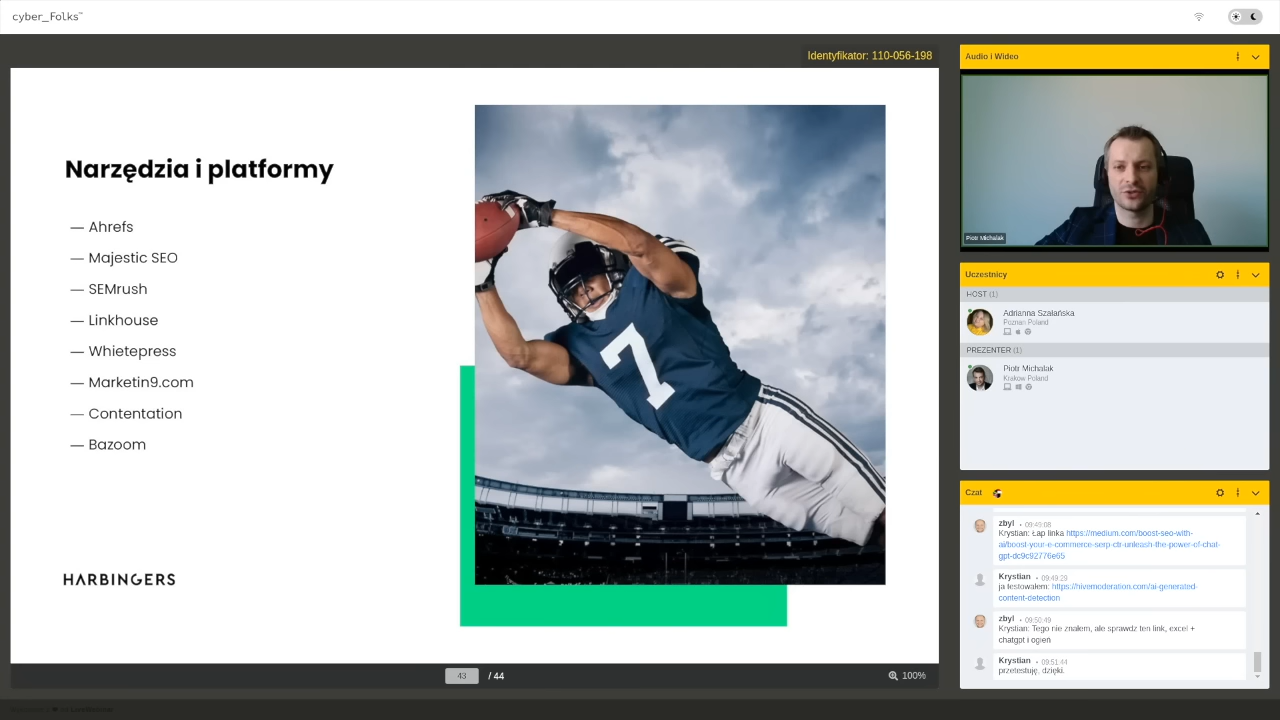 cyber_Folks™
Identyfikator: 110-056-198
Narzędzia i platformy
— Ahrefs
— Majestic SEO
— SEMrush
— Linkhouse
— Whietepress
— Marketin9.com
— Contentation
— Bazoom
7
HARBINGERS
43 / 44
100%
Audio i Wideo
Piotr Michalak
Uczestnicy
HOST (1)
Adrianna Szałańska
Poznan Poland
PREZENTER (1)
Piotr Michalak
Krakow Poland
Czat
zbyl • 09:49:08
Krystian: Łap linka https://medium.com/boost-seo-with-
ai/boost-your-e-commerce-serp-ctr-unleash-the-power-of-chat-
gpt-dc9c92776e65
Krystian • 09:49:29
ja testowałem: https://hivemoderation.com/ai-generated-
content-detection
zbyl • 09:50:49
Krystian: Tego nie znałem, ale sprawdź ten link, excel +
chatgpt i ogień
Krystian • 09:51:44
przetestuję, dzięki.